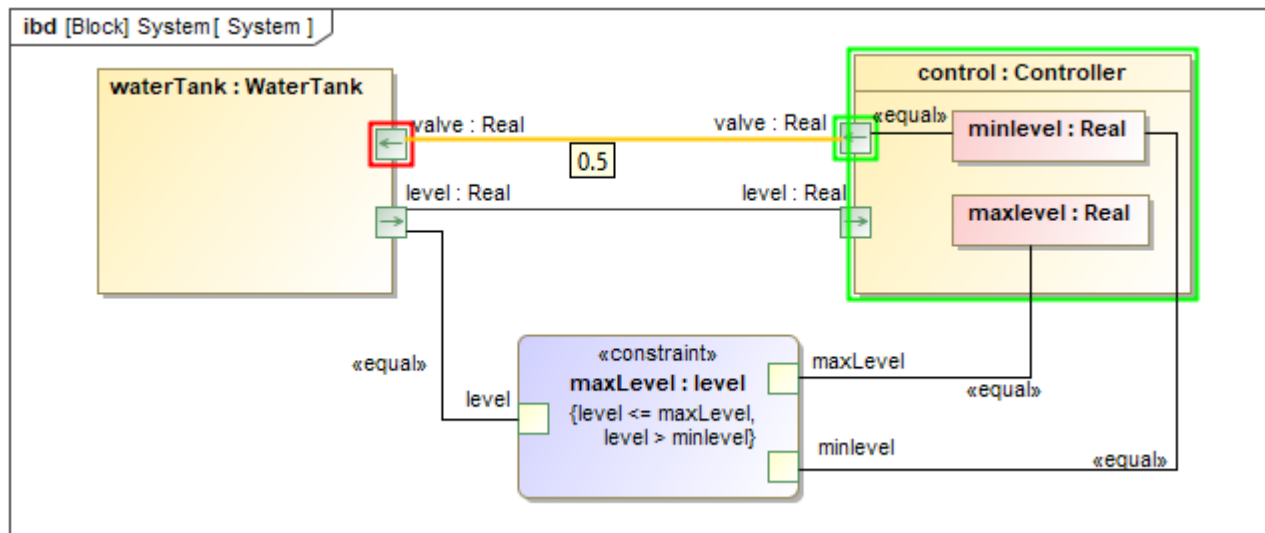 ibd [Block] System[ System ]
waterTank : WaterTank
control : Controller
valve : Real
valve : Real
«equal»
minlevel : Real
0.5
level : Real
level : Real
maxlevel : Real
«equal»
«constraint»
maxLevel : level
{level <= maxLevel,
level > minlevel}
level
maxLevel
«equal»
minlevel
«equal»